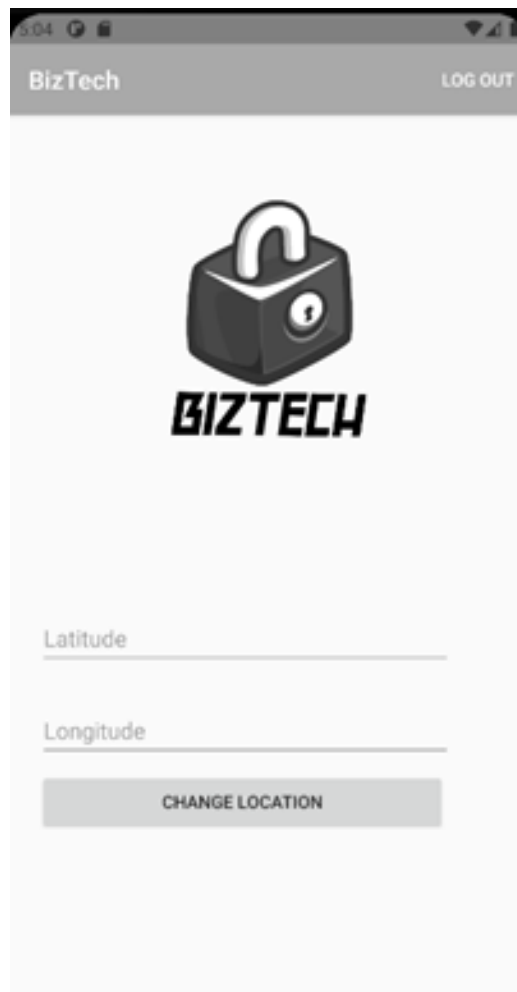 5:04
BizTech LOG OUT
BIZTECH
Latitude
Longitude
CHANGE LOCATION